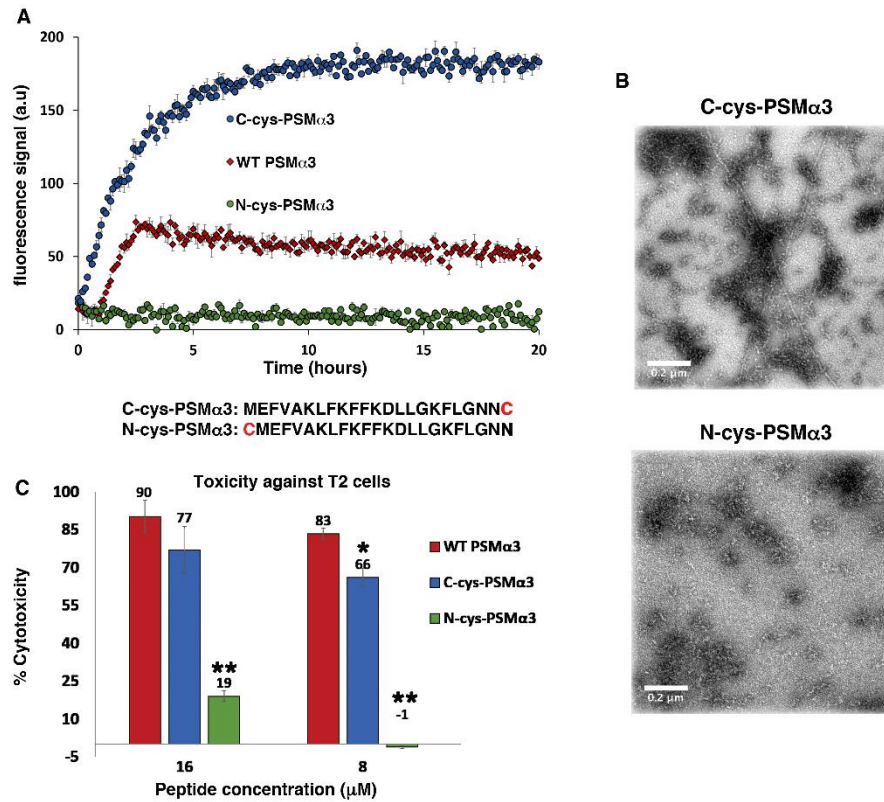 A
200
150
100
50
0
fluorescence signal (a.u)
C-cys-PSMα3
WT PSMα3
N-cys-PSMα3
0 5 10 15 20
Time (hours)
C-cys-PSMα3: MEFVAKLFKFFKDLLGKFLGNNC
N-cys-PSMα3: CMEFVAKLFKFFKDLLGKFLGNN
B
C-cys-PSMα3
0.2 µm
N-cys-PSMα3
0.2 µm
C
Toxicity against T2 cells
100
85
70
55
40
25
10
-5
% Cytotoxicity
90
77
**
19
83
*
66
**
-1
WT PSMα3
C-cys-PSMα3
N-cys-PSMα3
16 8
Peptide concentration (µM)